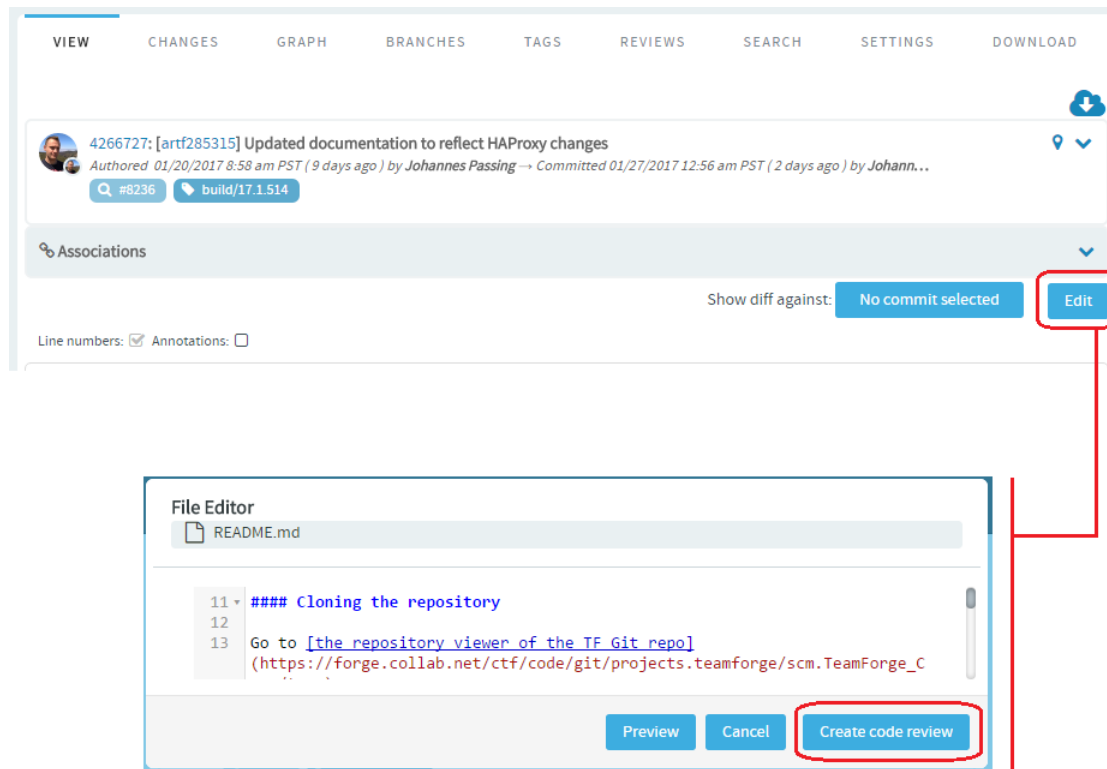 VIEW CHANGES GRAPH BRANCHES TAGS REVIEWS SEARCH SETTINGS DOWNLOAD
4266727: [artf285315] Updated documentation to reflect HAProxy changes
Authored 01/20/2017 8:58 am PST ( 9 days ago ) by Johannes Passing → Committed 01/27/2017 12:56 am PST ( 2 days ago ) by Johann...
#8236 build/17.1.514
Associations
Show diff against: No commit selected Edit
Line numbers: Annotations:
File Editor
README.md
11 #### Cloning the repository
12
13 Go to [the repository viewer of the TF Git repo]
(https://forge.collab.net/ctf/code/git/projects.teamforge/scm.TeamForge_C
Preview Cancel Create code review